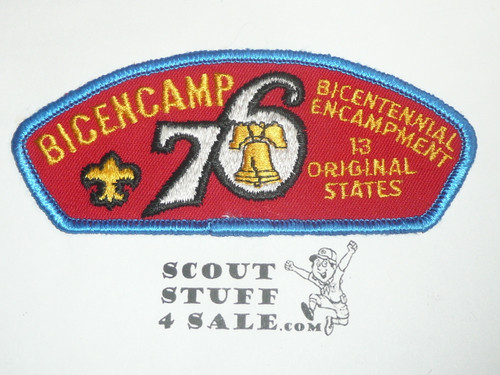 BICENCAMP
76
BICENTENNIAL
ENCAMPMENT
13
ORIGINAL
STATES
SCOUT
STUFF
4 SALE.com